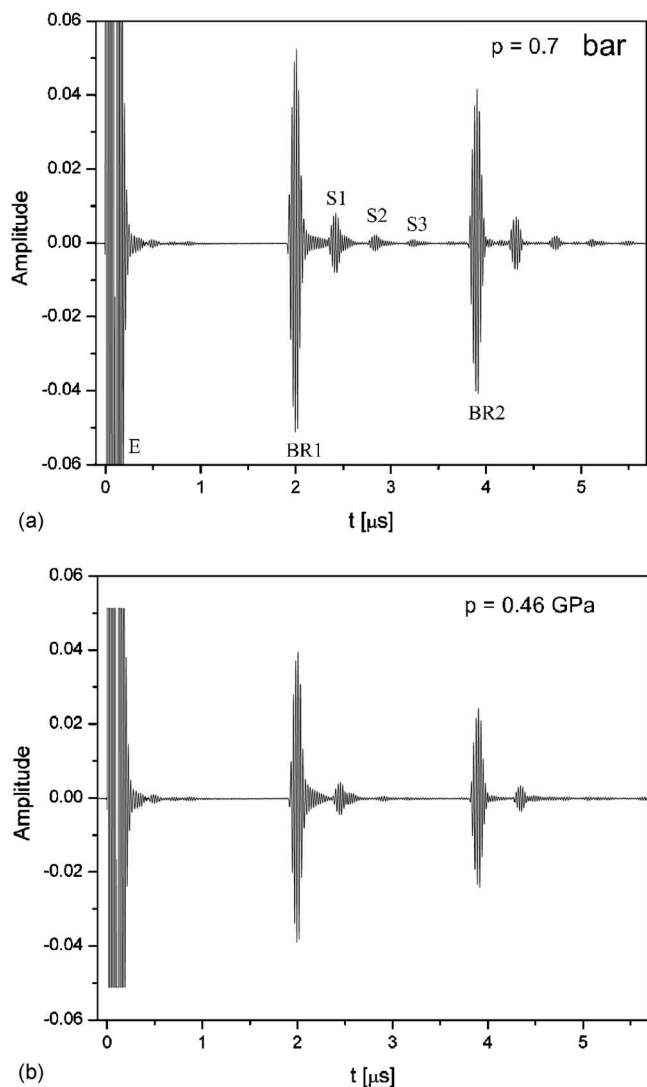 p = 0.7 bar
0.06
0.04
0.02
0.00
-0.02
-0.04
-0.06
Amplitude
S1
S2
S3
E
BR1
BR2
0
1
2
3
4
5
(a)
t [μs]
p = 0.46 GPa
0.06
0.04
0.02
0.00
-0.02
-0.04
-0.06
Amplitude
0
1
2
3
4
5
(b)
t [μs]